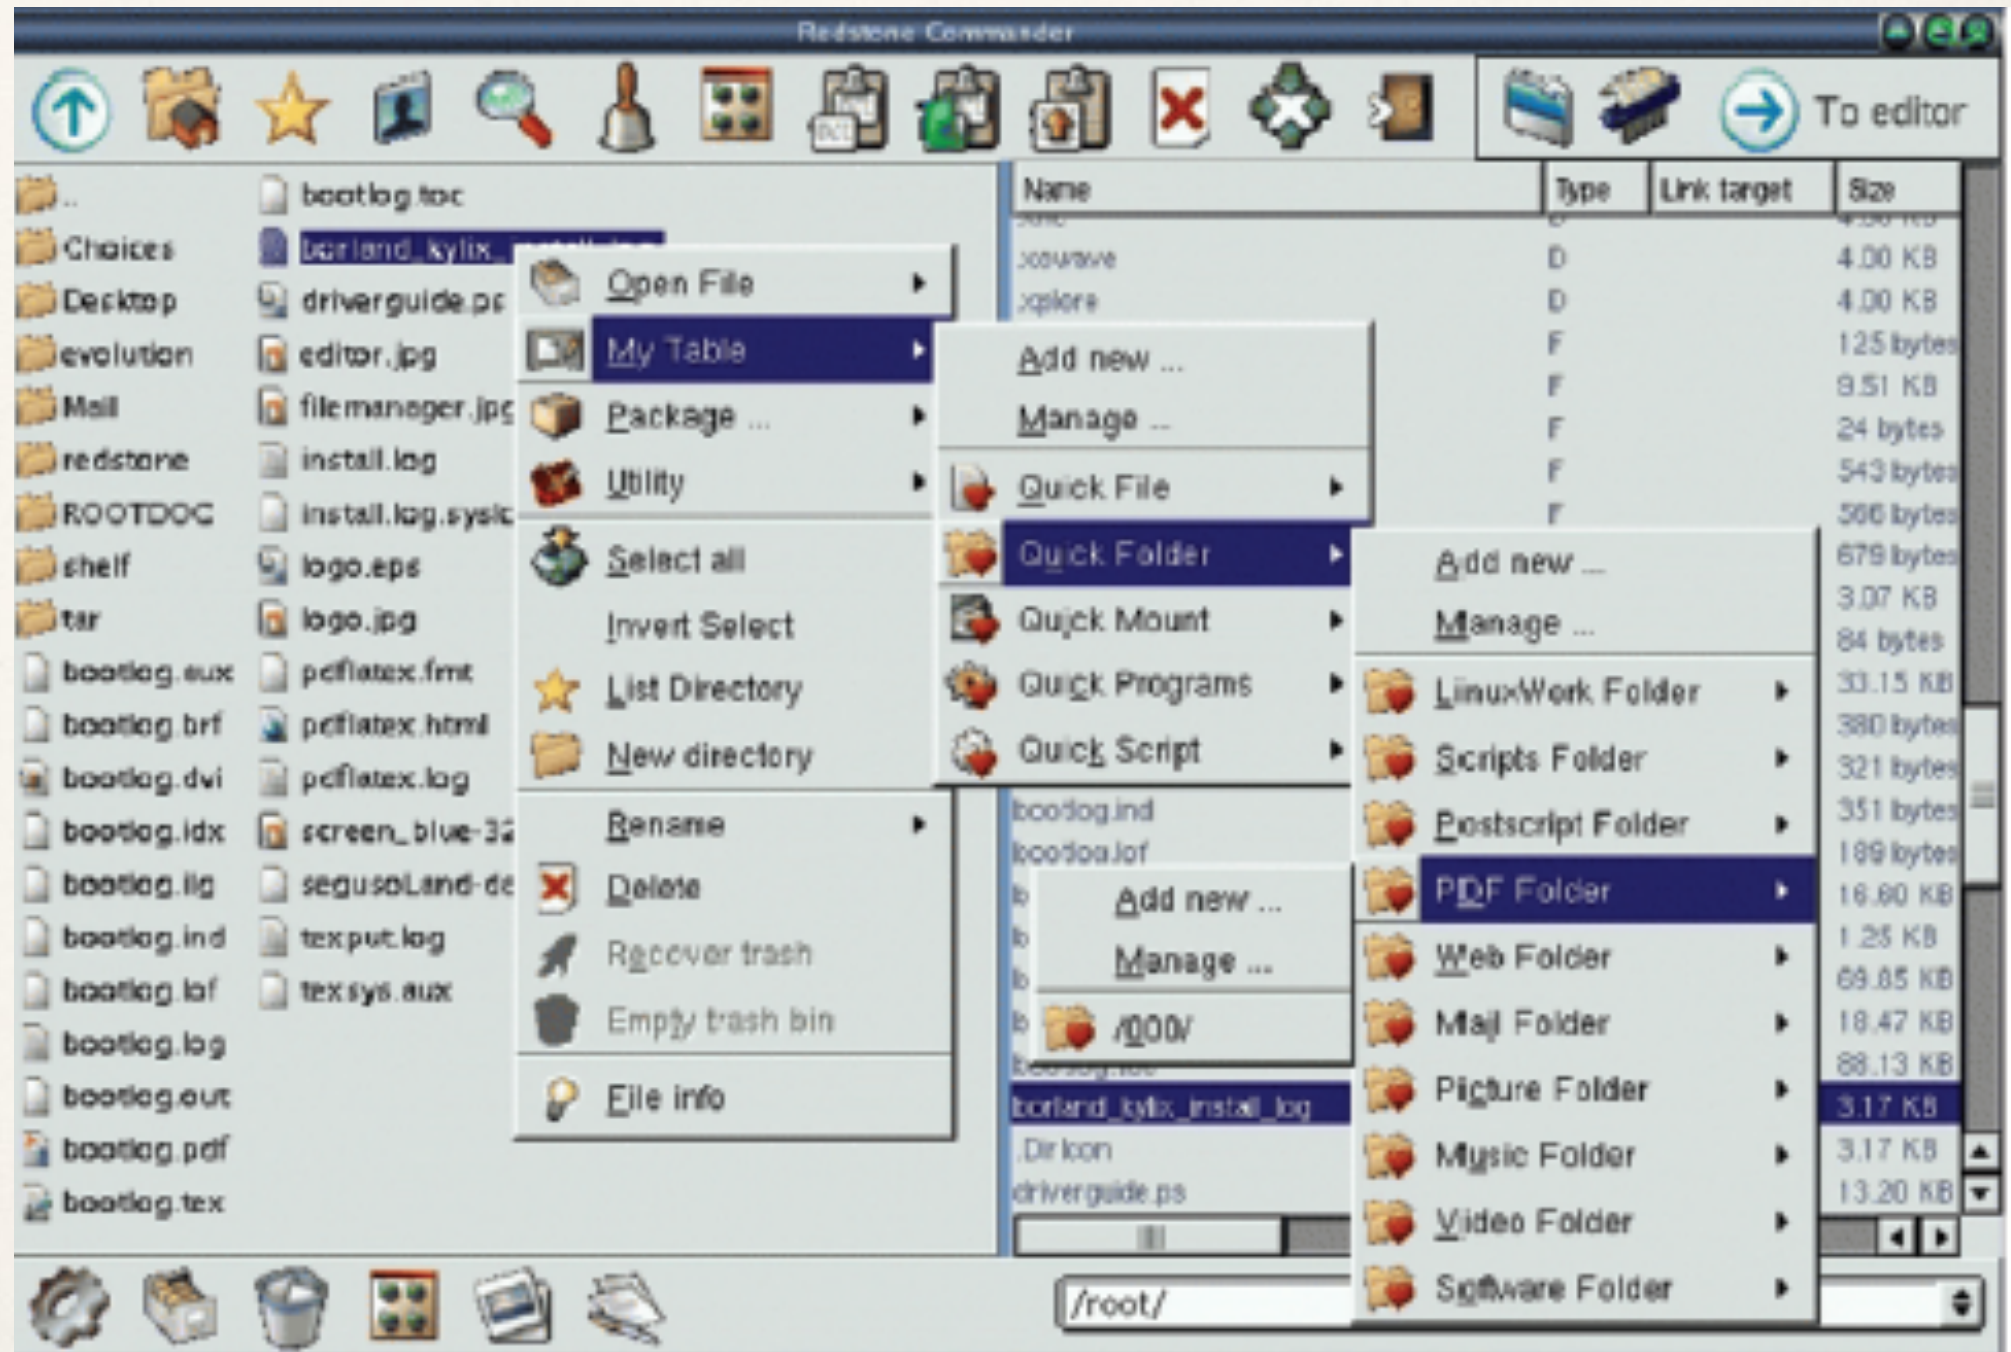 Redstone Commander
To editor
..
Choices
Desktop
evolution
Mail
redstone
ROOTDOC
shelf
tar
bootlog.aux
bootlog.brf
bootlog.dvi
bootlog.idx
bootlog.ilg
bootlog.ind
bootlog.lof
bootlog.log
bootlog.out
bootlog.pdf
bootlog.tex
bootlog.toc
borland_kylix_
driverguide.ps
editor.jpg
filemanager.jpg
install.log
install.log.syslo
logo.eps
logo.jpg
pdflatex.fmt
pdflatex.html
pdflatex.log
screen_blue-32
segusoLand-de
texput.log
texsys.aux
Open File
My Table
Package ...
Utility
Select all
Invert Select
List Directory
New directory
Rename
Delete
Recover trash
Empty trash bin
File info
Add new ...
Manage ...
Quick File
Quick Folder
Quick Mount
Quick Programs
Quick Script
Add new ...
Manage ...
LinuxWork Folder
Scripts Folder
Postscript Folder
PDF Folder
Web Folder
Mail Folder
Picture Folder
Music Folder
Video Folder
Software Folder
Add new ...
Manage ...
/000/
Name Type Link target Size
D 4.00 KB
D 4.00 KB
F 125 bytes
F 9.51 KB
F 24 bytes
F 543 bytes
F 566 bytes
679 bytes
3.07 KB
84 bytes
33.15 KB
380 bytes
321 bytes
bootlog.ind 351 bytes
bootlog.lof 189 bytes
16.60 KB
1.25 KB
69.85 KB
18.47 KB
88.13 KB
borland_kylix_install_log 3.17 KB
.DirIcon 3.17 KB
driverguide.ps 13.20 KB
/root/